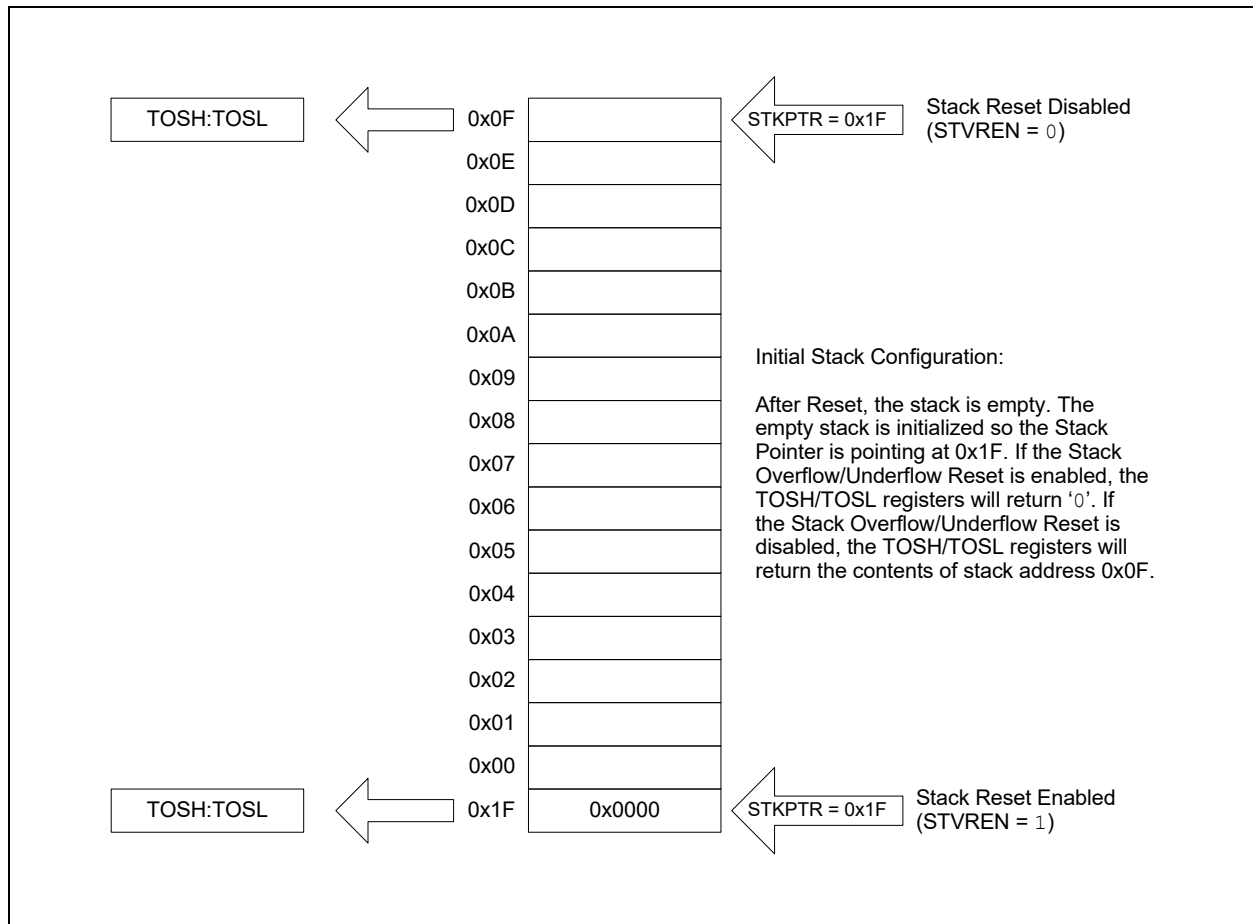 TOSH:TOSL
0x0F
STKPTR = 0x1F
Stack Reset Disabled
(STVREN = 0)
0x0E
0x0D
0x0C
0x0B
0x0A
0x09
0x08
0x07
0x06
0x05
0x04
0x03
0x02
0x01
0x00
Initial Stack Configuration:
After Reset, the stack is empty. The
empty stack is initialized so the Stack
Pointer is pointing at 0x1F. If the Stack
Overflow/Underflow Reset is enabled, the
TOSH/TOSL registers will return ‘0’. If
the Stack Overflow/Underflow Reset is
disabled, the TOSH/TOSL registers will
return the contents of stack address 0x0F.
TOSH:TOSL
0x1F
0x0000
STKPTR = 0x1F
Stack Reset Enabled
(STVREN = 1)